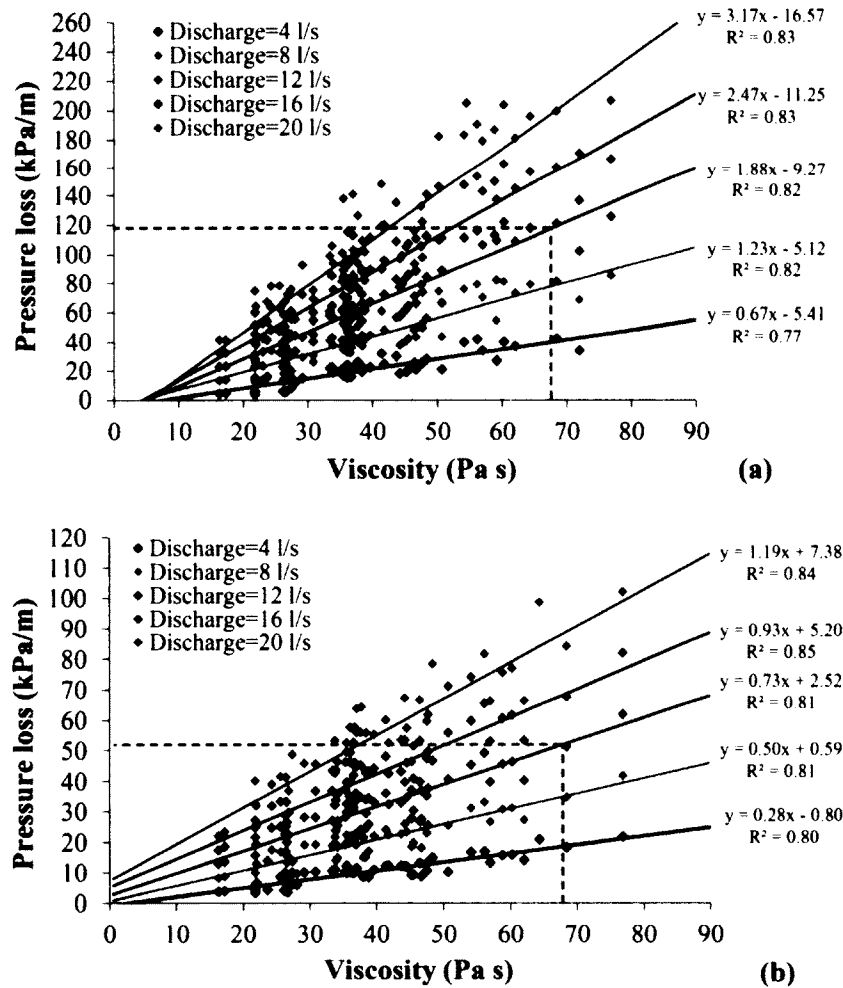 260
240
220
200
180
160
140
120
100
80
60
40
20
0
Pressure loss (kPa/m)
Discharge=4 l/s
Discharge=8 l/s
Discharge=12 l/s
Discharge=16 l/s
Discharge=20 l/s
y = 3.17x - 16.57
R² = 0.83
y = 2.47x - 11.25
R² = 0.83
y = 1.88x - 9.27
R² = 0.82
y = 1.23x - 5.12
R² = 0.82
y = 0.67x - 5.41
R² = 0.77
0 10 20 30 40 50 60 70 80 90
Viscosity (Pa s)
(a)
120
110
100
90
80
70
60
50
40
30
20
10
0
Pressure loss (kPa/m)
Discharge=4 l/s
Discharge=8 l/s
Discharge=12 l/s
Discharge=16 l/s
Discharge=20 l/s
y = 1.19x + 7.38
R² = 0.84
y = 0.93x + 5.20
R² = 0.85
y = 0.73x + 2.52
R² = 0.81
y = 0.50x + 0.59
R² = 0.81
y = 0.28x - 0.80
R² = 0.80
0 10 20 30 40 50 60 70 80 90
Viscosity (Pa s)
(b)